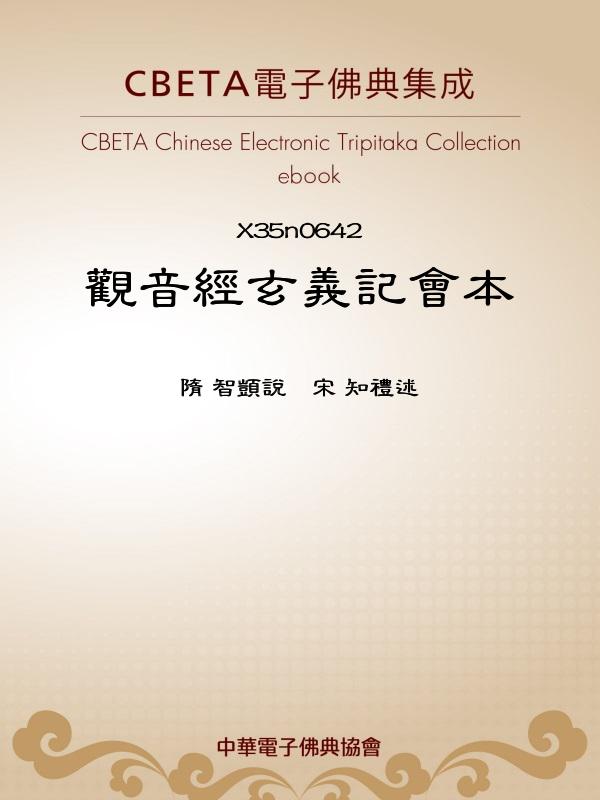 CBETA電子佛典集成
CBETA Chinese Electronic Tripitaka Collection
ebook
X35n0642
觀音經玄義記會本
隋 智顗說　宋 知禮述
中華電子佛典協會